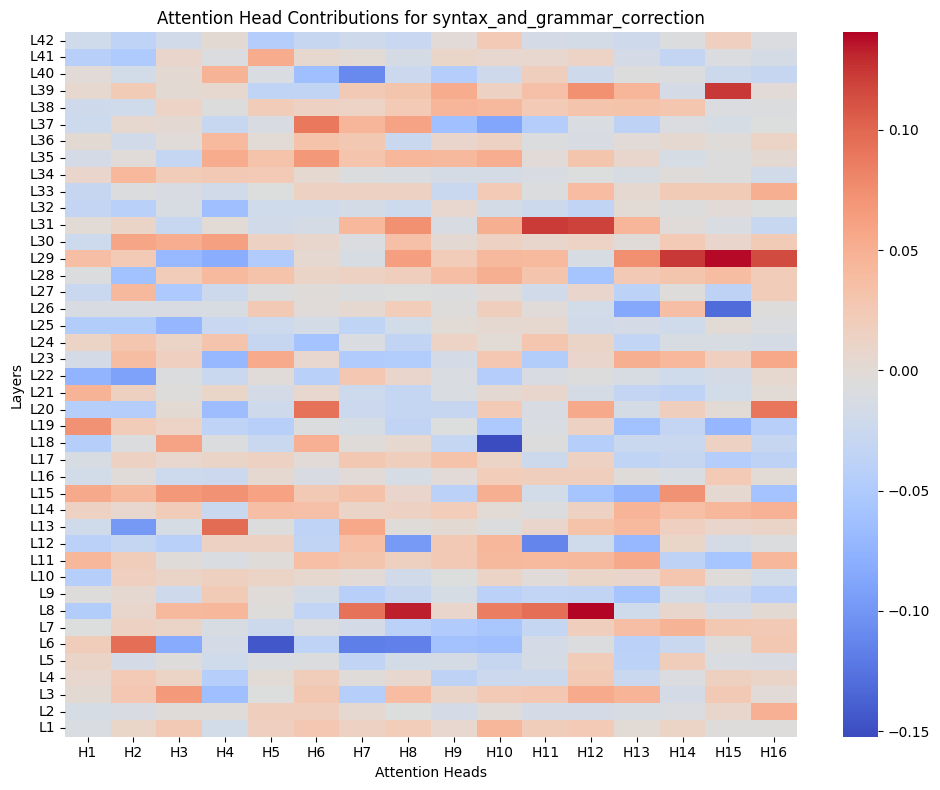 Attention Head Contributions for syntax_and_grammar_correction
Layers
L42
L41
L40
L39
L38
L37
L36
L35
L34
L33
L32
L31
L30
L29
L28
L27
L26
L25
L24
L23
L22
L21
L20
L19
L18
L17
L16
L15
L14
L13
L12
L11
L10
L9
L8
L7
L6
L5
L4
L3
L2
L1
H1 H2 H3 H4 H5 H6 H7 H8 H9 H10 H11 H12 H13 H14 H15 H16
Attention Heads
0.10
0.05
0.00
−0.05
−0.10
−0.15